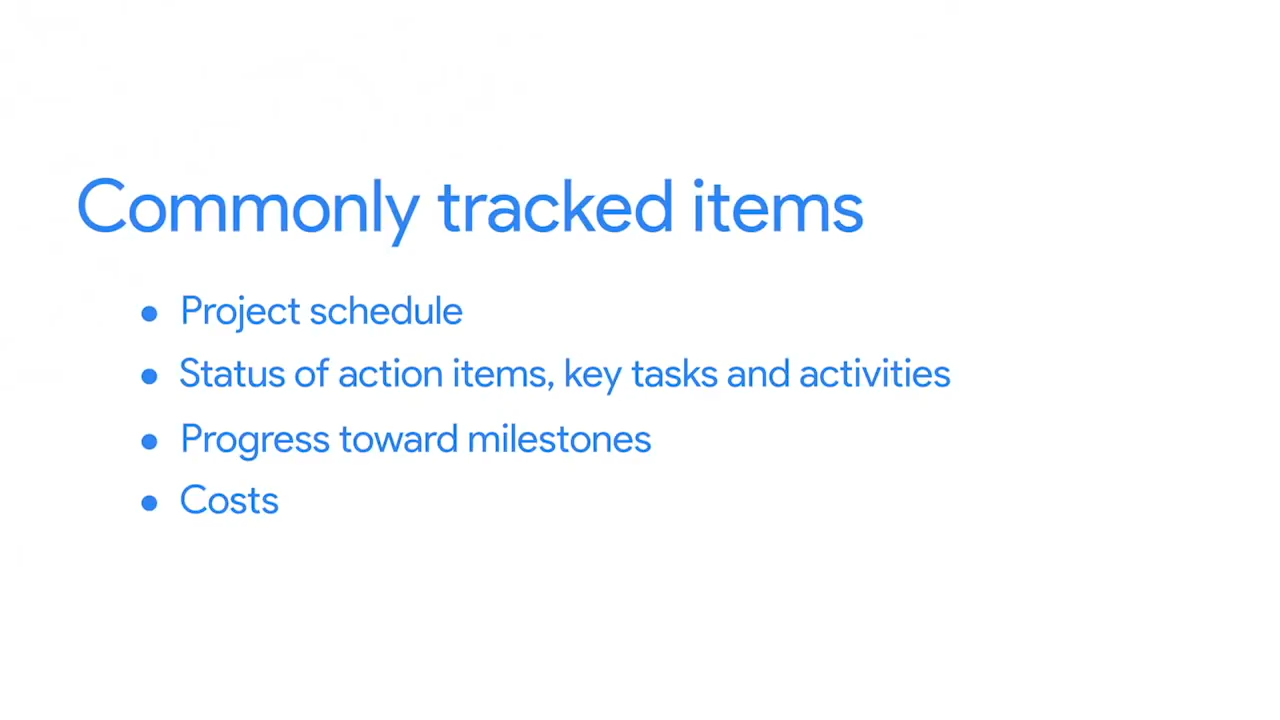 Commonly tracked items
● Project schedule
● Status of action items, key tasks and activities
● Progress toward milestones
● Costs